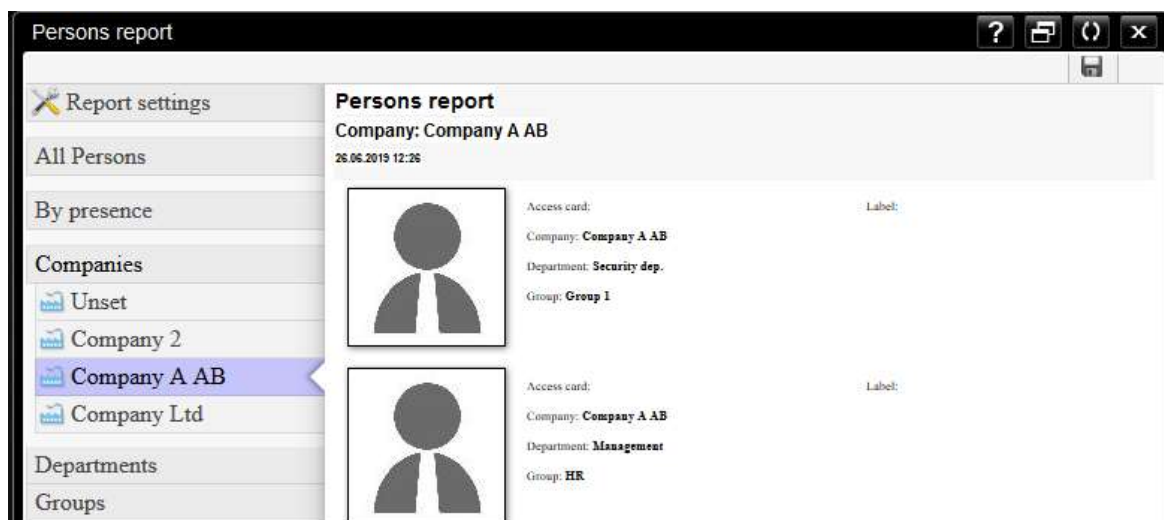 Persons report
?
Report settings
All Persons
By presence
Companies
Unset
Company 2
Company A AB
Company Ltd
Departments
Groups
Persons report
Company: Company A AB
26.06.2019 12:26
Access card: Label:
Company: Company A AB
Department: Security dep.
Group: Group 1
Access card: Label:
Company: Company A AB
Department: Management
Group: HR